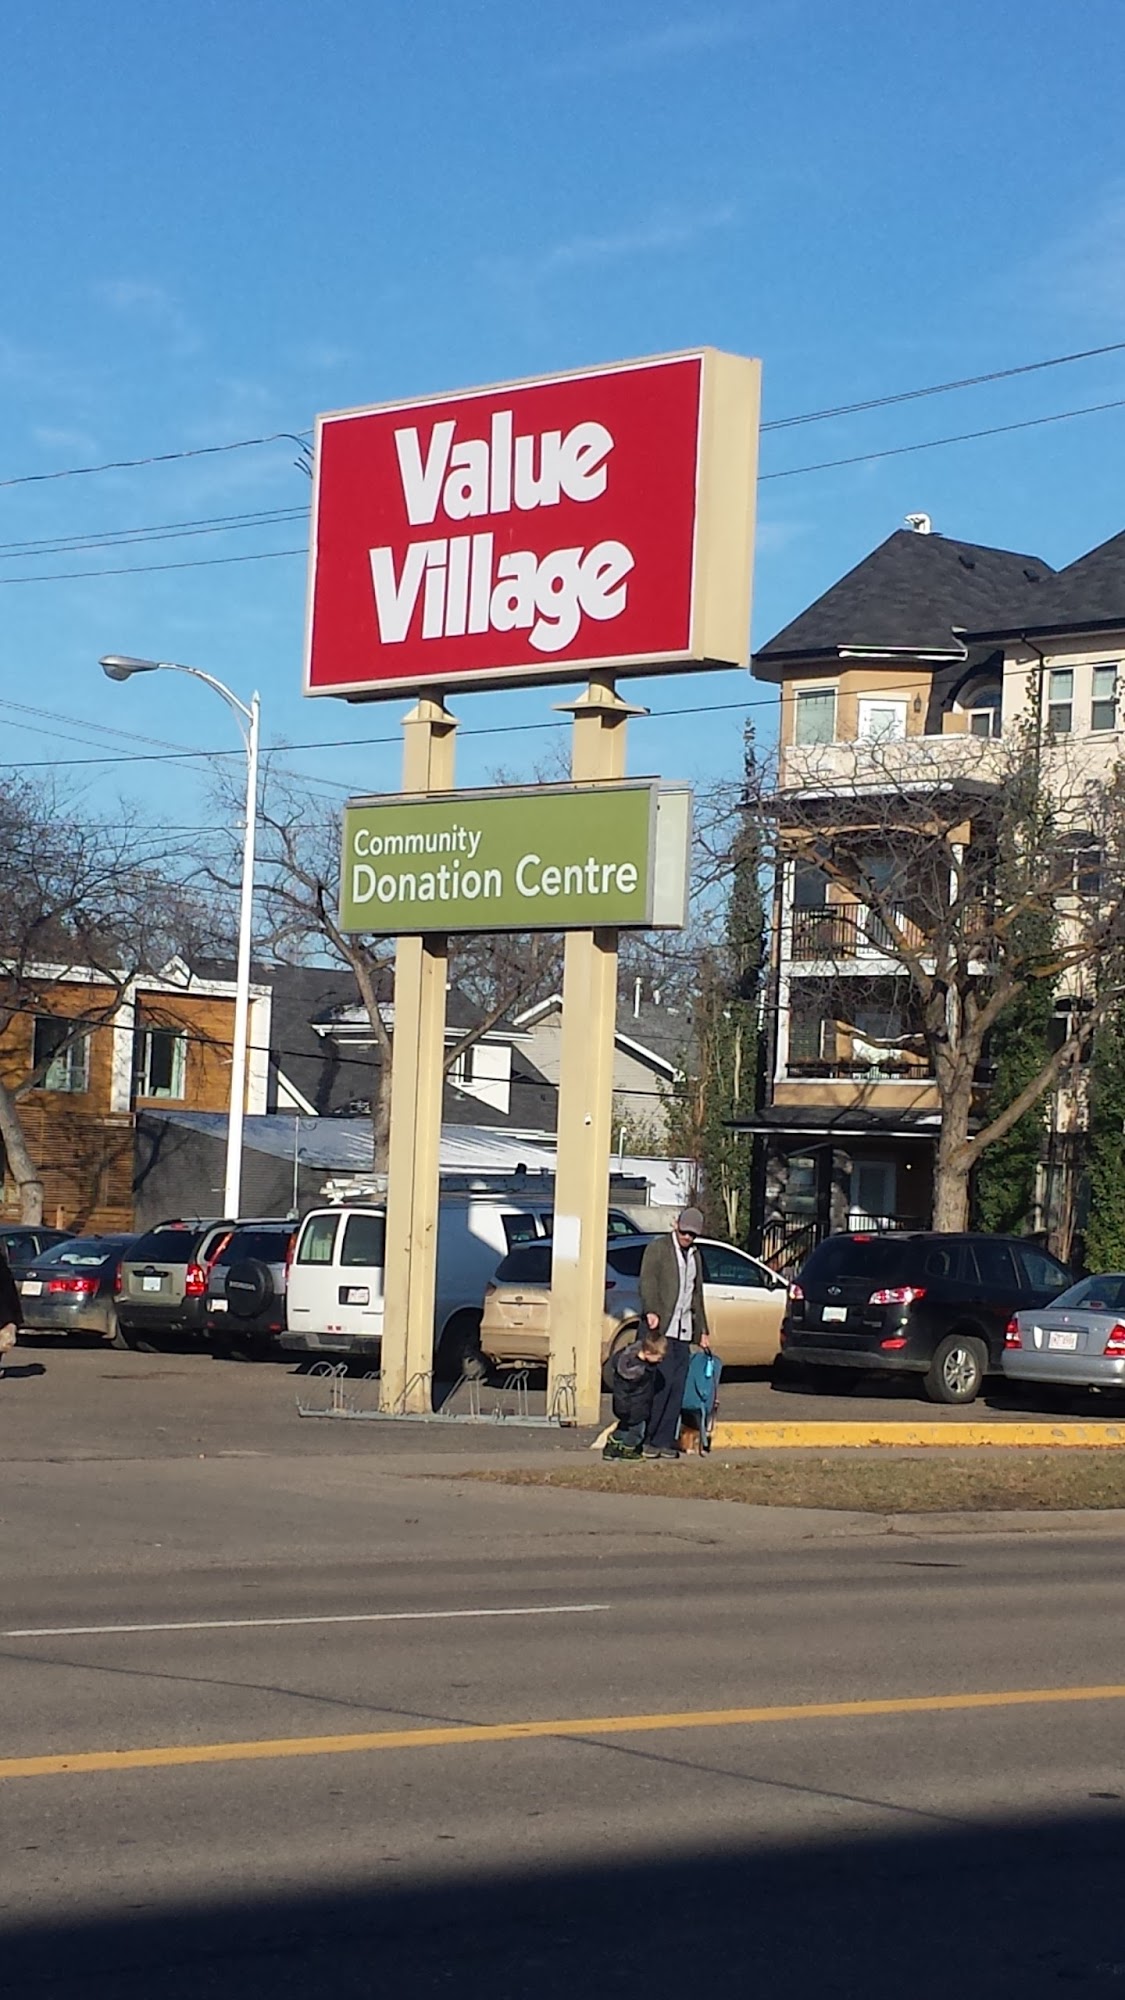 Value
Village
Community
Donation Centre